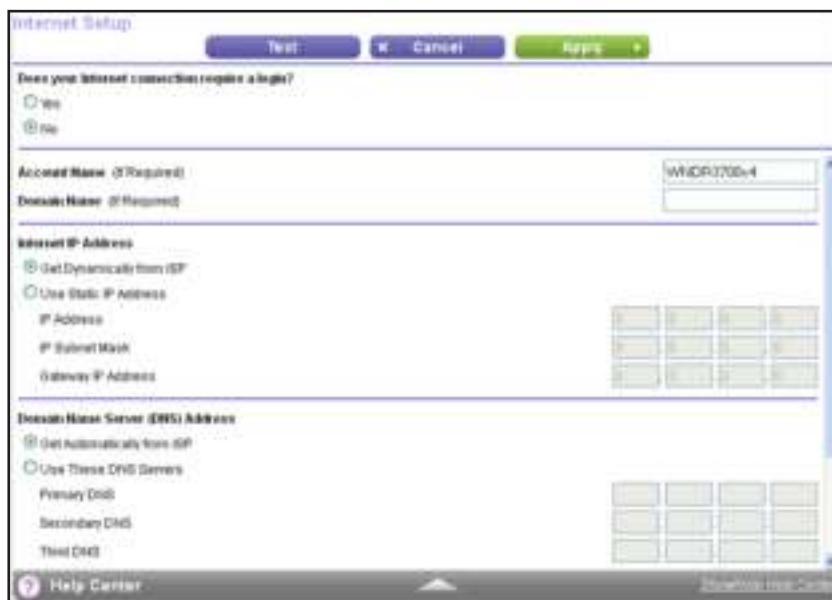 Internet Setup
Test
Cancel
Apply
Does your Internet connection require a login?
Yes
No
Account Name (If Required)
WNDR3700v4
Domain Name (If Required)
Internet IP Address
Get Dynamically from ISP
Use Static IP Address
IP Address
IP Subnet Mask
Gateway IP Address
Domain Name Server (DNS) Address
Get Automatically from ISP
Use These DNS Servers
Primary DNS
Secondary DNS
Third DNS
Help Center